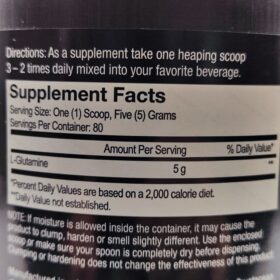 Directions: As a supplement take one heaping scoop
3 – 2 times daily mixed into your favorite beverage.
Supplement Facts
Serving Size: One (1) Scoop, Five (5) Grams
Servings Per Container: 80
Amount Per Serving % Daily Value*
L-Glutamine 5 g **
*Percent Daily Values are based on a 2,000 calorie diet.
**Daily Value not established.
NOTE: If moisture is allowed inside the container, it may cause the
product to clump, harden or smell slightly different. Use the enclosed
scoop or make sure your spoon is completely dry before dispensing.
Clumping or hardening does not change the effectiveness of this product